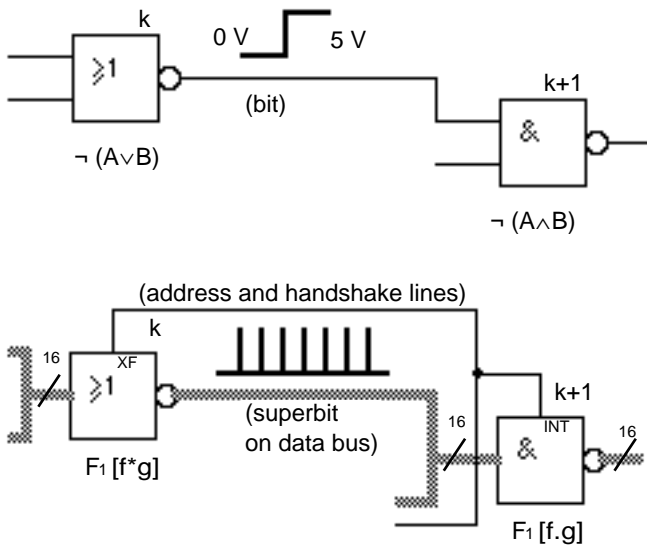 k
0 V
5 V
≥1
(bit)
k+1
&
¬ (A∨B)
¬ (A∧B)
(address and handshake lines)
k
16
XF
≥1
k+1
(superbit
on data bus)
16
INT
&
16
F₁ [f*g]
F₁ [f.g]